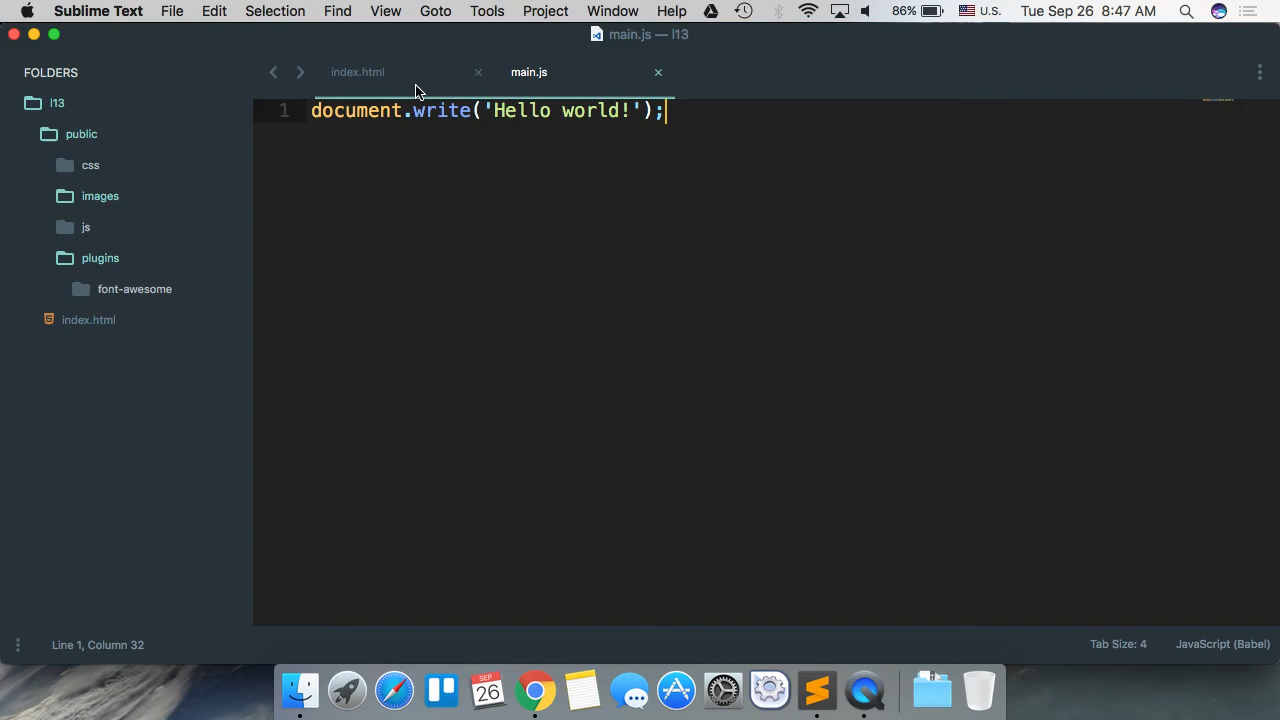 Sublime Text File Edit Selection Find View Goto Tools Project Window Help 86% U.S. Tue Sep 26 8:47 AM
main.js — l13
FOLDERS
l13
public
css
images
js
plugins
font-awesome
index.html
index.html main.js
1 document.write('Hello world!');
Line 1, Column 32 Tab Size: 4 JavaScript (Babel)
SEP
26